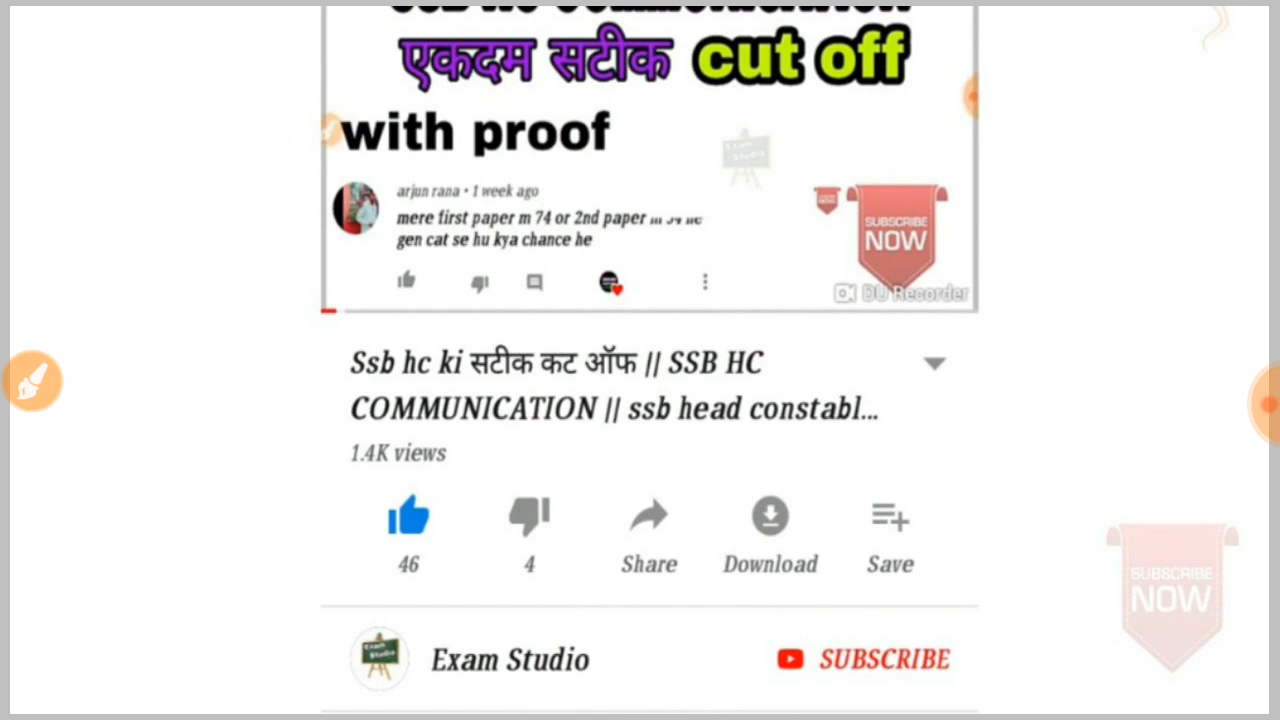 एकदम सटीक cut off
with proof
arjun rana • 1 week ago
mere first paper m 74 or 2nd paper
gen cat se hu kya chance he
SUBSCRIBE
NOW
DU Recorder
Ssb hc ki सटीक कट ऑफ || SSB HC
COMMUNICATION || ssb head constabl...
1.4K views
46
4
Share
Download
Save
Exam Studio
Exam Studio
SUBSCRIBE
SUBSCRIBE
NOW